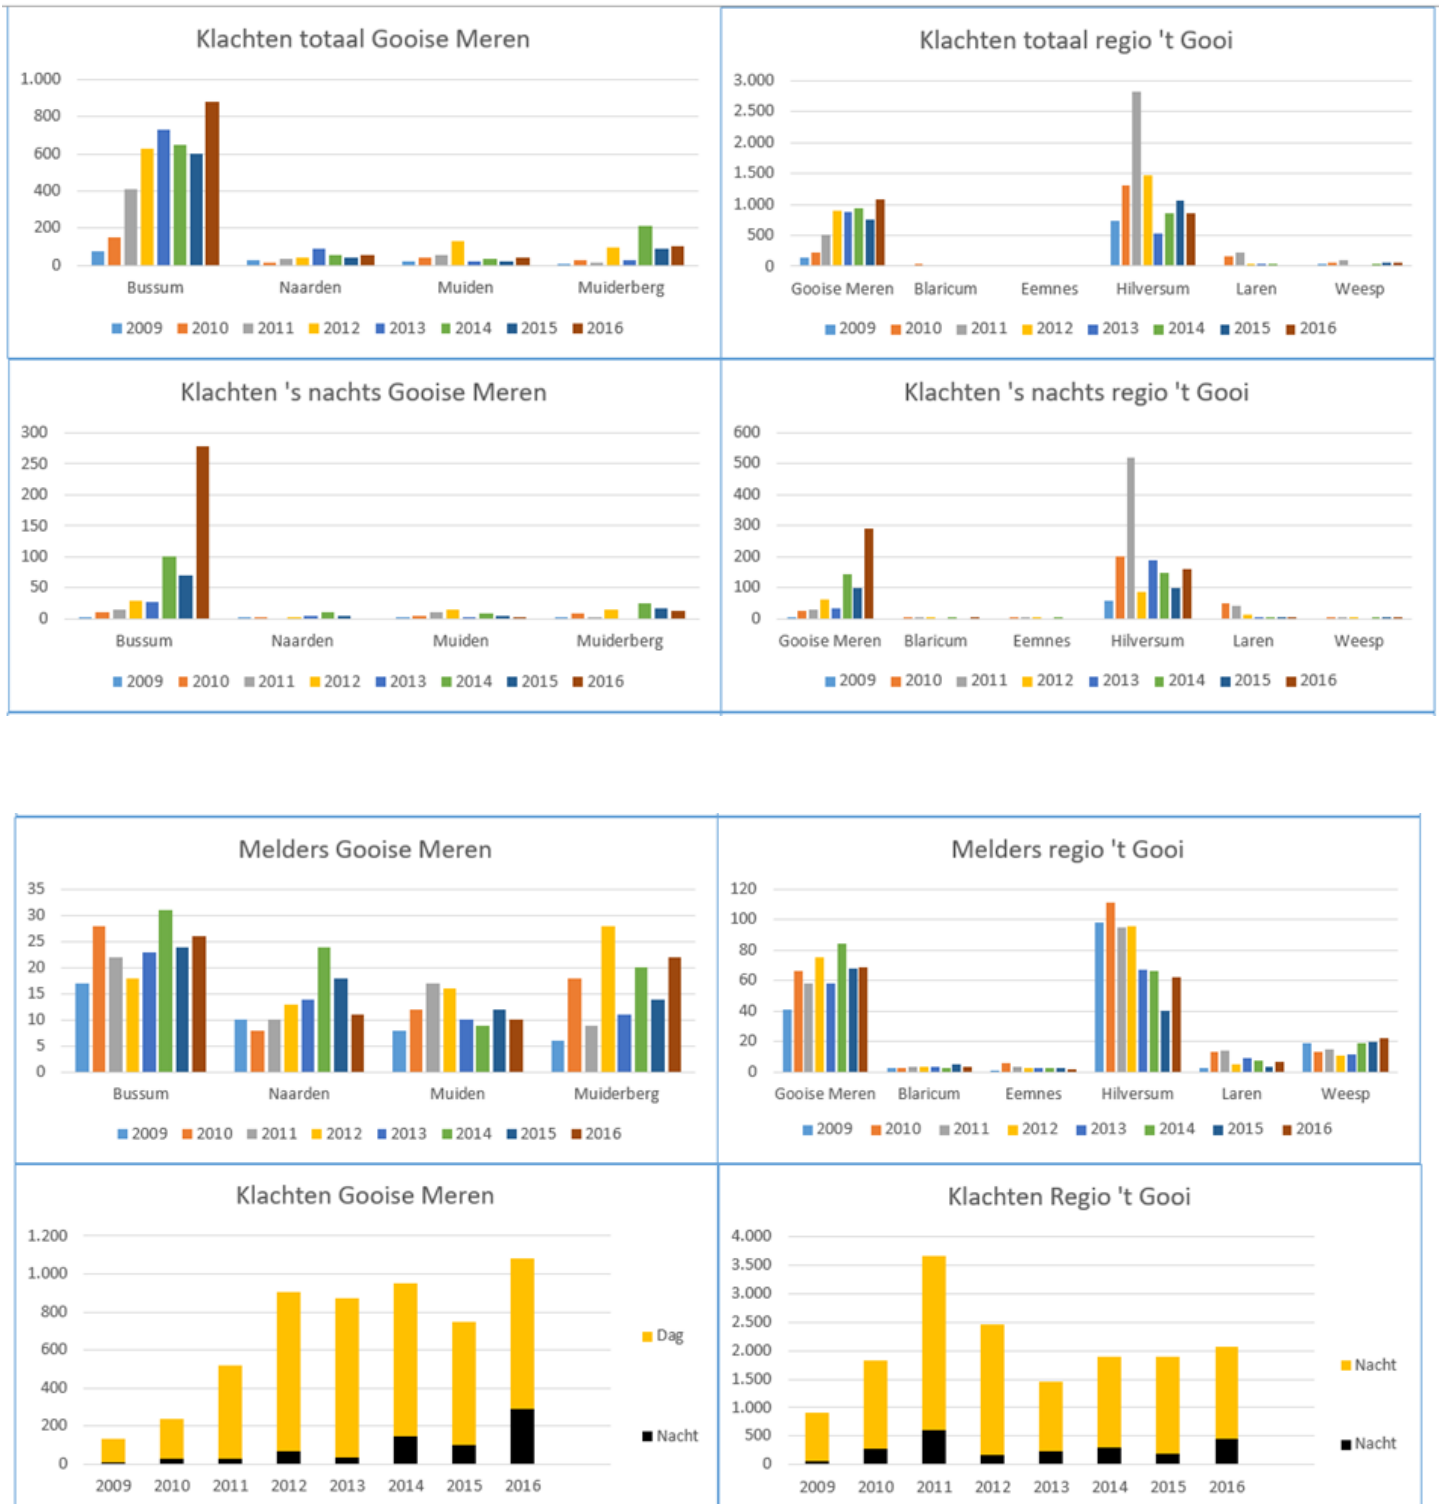 Klachten totaal Gooise Meren
1.000
800
600
400
200
0
Bussum Naarden Muiden Muiderberg
2009 2010 2011 2012 2013 2014 2015 2016
Klachten totaal regio 't Gooi
3.000
2.500
2.000
1.500
1.000
500
0
Gooise Meren Blaricum Eemnes Hilversum Laren Weesp
2009 2010 2011 2012 2013 2014 2015 2016
Klachten 's nachts Gooise Meren
300
250
200
150
100
50
0
Bussum Naarden Muiden Muiderberg
2009 2010 2011 2012 2013 2014 2015 2016
Klachten 's nachts regio 't Gooi
600
500
400
300
200
100
0
Gooise Meren Blaricum Eemnes Hilversum Laren Weesp
2009 2010 2011 2012 2013 2014 2015 2016
Melders Gooise Meren
35
30
25
20
15
10
5
0
Bussum Naarden Muiden Muiderberg
2009 2010 2011 2012 2013 2014 2015 2016
Melders regio 't Gooi
120
100
80
60
40
20
0
Gooise Meren Blaricum Eemnes Hilversum Laren Weesp
2009 2010 2011 2012 2013 2014 2015 2016
Klachten Gooise Meren
1.200
1.000
800
600
400
200
0
2009 2010 2011 2012 2013 2014 2015 2016
Dag
Nacht
Klachten Regio 't Gooi
4.000
3.500
3.000
2.500
2.000
1.500
1.000
500
0
2009 2010 2011 2012 2013 2014 2015 2016
Nacht
Nacht